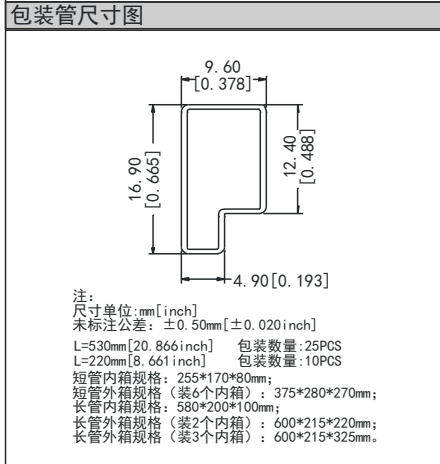 包装管尺寸图
9.60
[0.378]
16.90
[0.665]
12.40
[0.488]
4.90[0.193]
注：
尺寸单位:mm[inch]
未标注公差：±0.50mm[±0.020inch]
L=530mm[20.866inch] 包装数量:25PCS
L=220mm[8.661inch] 包装数量:10PCS
短管内箱规格：255*170*80mm；
短管外箱规格（装6个内箱）：375*280*270mm；
长管内箱规格：580*200*100mm；
长管外箱规格（装2个内箱）：600*215*220mm；
长管外箱规格（装3个内箱）：600*215*325mm。